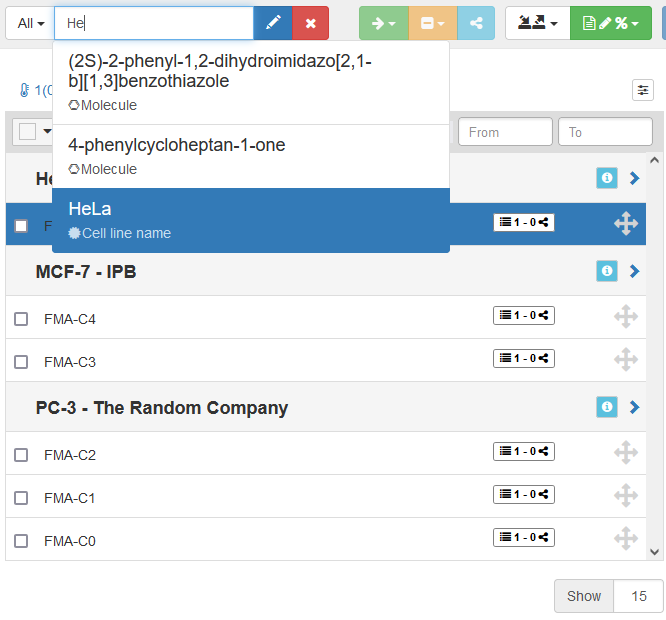 All
He
(2S)-2-phenyl-1,2-dihydroimidazo[2,1-
b][1,3]benzothiazole
Molecule
4-phenylcycloheptan-1-one
Molecule
HeLa
Cell line name
1(
From
To
He
F
1 - 0
MCF-7 - IPB
FMA-C4
1 - 0
FMA-C3
1 - 0
PC-3 - The Random Company
FMA-C2
1 - 0
FMA-C1
1 - 0
FMA-C0
1 - 0
Show
15